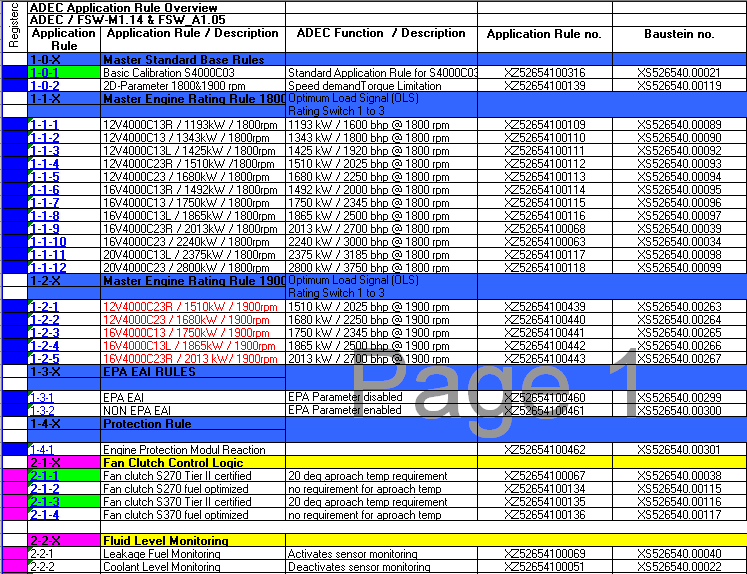 Registerc
ADEC Application Rule Overview
ADEC / FSW-M1.14 & FSW_A1.05
Application Rule Application Rule / Description ADEC Function / Description Application Rule no. Baustein no.
1-0-X Master Standard Base Rules
1-0-1 Basic Calibration S4000C03 Standard Application Rule for S4000C03 XZ52654100316 XS526540.00021
1-0-2 2D-Parameter 1800&1900 rpm Speed demandTorque Limitation XZ52654100139 XS526540.00119
1-1-X Master Engine Rating Rule 1800 Optimum Load Signal (OLS)
Rating Switch 1 to 3
1-1-1 12V4000C13R / 1193kW / 1800rpm 1193 kW / 1600 bhp @ 1800 rpm XZ52654100109 XS526540.00089
1-1-2 12V4000C13 / 1343kW / 1800rpm 1343 kW / 1800 bhp @ 1800 rpm XZ52654100110 XS526540.00091
1-1-3 12V4000C13L / 1425kW / 1800rpm 1425 kW / 1920 bhp @ 1800 rpm XZ52654100111 XS526540.00092
1-1-4 12V4000C23R / 1510kW /1800rpm 1510 kW / 2025 bhp @ 1800 rpm XZ52654100112 XS526540.00093
1-1-5 12V4000C23 / 1680kW / 1800rpm 1680 kW / 2250 bhp @ 1800 rpm XZ52654100113 XS526540.00094
1-1-6 16V4000C13R / 1492kW / 1800rpm 1492 kW / 2000 bhp @ 1800 rpm XZ52654100114 XS526540.00095
1-1-7 16V4000C13 / 1750kW / 1800rpm 1750 kW / 2345 bhp @ 1800 rpm XZ52654100115 XS526540.00096
1-1-8 16V4000C13L / 1865kW / 1800rpm 1865 kW / 2500 bhp @ 1800 rpm XZ52654100116 XS526540.00097
1-1-9 16V4000C23R / 2013kW / 1800rpm 2013 kW / 2700 bhp @ 1800 rpm XZ52654100068 XS526540.00039
1-1-10 16V4000C23 / 2240kW / 1800rpm 2240 kW / 3000 bhp @ 1800 rpm XZ52654100063 XS526540.00034
1-1-11 20V4000C13L / 2375kW / 1800rpm 2375 kW / 3185 bhp @ 1800 rpm XZ52654100117 XS526540.00098
1-1-12 20V4000C23 / 2800kW / 1800rpm 2800 kW / 3750 bhp @ 1800 rpm XZ52654100118 XS526540.00099
1-2-X Master Engine Rating Rule 1900 Optimum Load Signal (OLS)
Rating Switch 1 to 3
1-2-1 12V4000C23R / 1510kW / 1900rpm 1510 kW / 2025 bhp @ 1900 rpm XZ52654100439 XS526540.00263
1-2-2 12V4000C23 / 1680kW / 1900rpm 1680 kW / 2250 bhp @ 1900 rpm XZ52654100440 XS526540.00264
1-2-3 16V4000C13 / 1750kW / 1900rpm 1750 kW / 2345 bhp @ 1900 rpm XZ52654100441 XS526540.00265
1-2-4 16V4000C13L / 1865kW / 1900rpm 1865 kW / 2500 bhp @ 1900 rpm XZ52654100442 XS526540.00266
1-2-5 16V4000C23R / 2013 kW/ 1900rpm 2013 kW / 2700 bhp @ 1900 rpm XZ52654100443 XS526540.00267
1-3-X EPA EAI RULES
Page 1
1-3-1 EPA EAI EPA Parameter disabled XZ52654100460 XS526540.00299
1-3-2 NON EPA EAI EPA Parameter enabled XZ52654100461 XS526540.00300
1-4-X Protection Rule
1-4-1 Engine Protection Modul Reaction XZ52654100462 XS526540.00301
2-1-X Fan Clutch Control Logic
2-1-1 Fan clutch S270 Tier II certified 20 deg aproach temp requirement XZ52654100067 XS526540.00038
2-1-2 Fan clutch S270 fuel optimized no requirement for aproach temp XZ52654100134 XS526540.00115
2-1-3 Fan clutch S370 Tier II certified 20 deg aproach temp requirement XZ52654100135 XS526540.00116
2-1-4 Fan clutch S370 fuel optimized no requirement for aproach temp XZ52654100136 XS526540.00117
2-2-X Fluid Level Monitoring
2-2-1 Leakage Fuel Monitoring Activates sensor monitoring XZ52654100069 XS526540.00040
2-2-2 Coolant Level Monitoring Deactivates sensor monitoring XZ52654100051 XS526540.00022